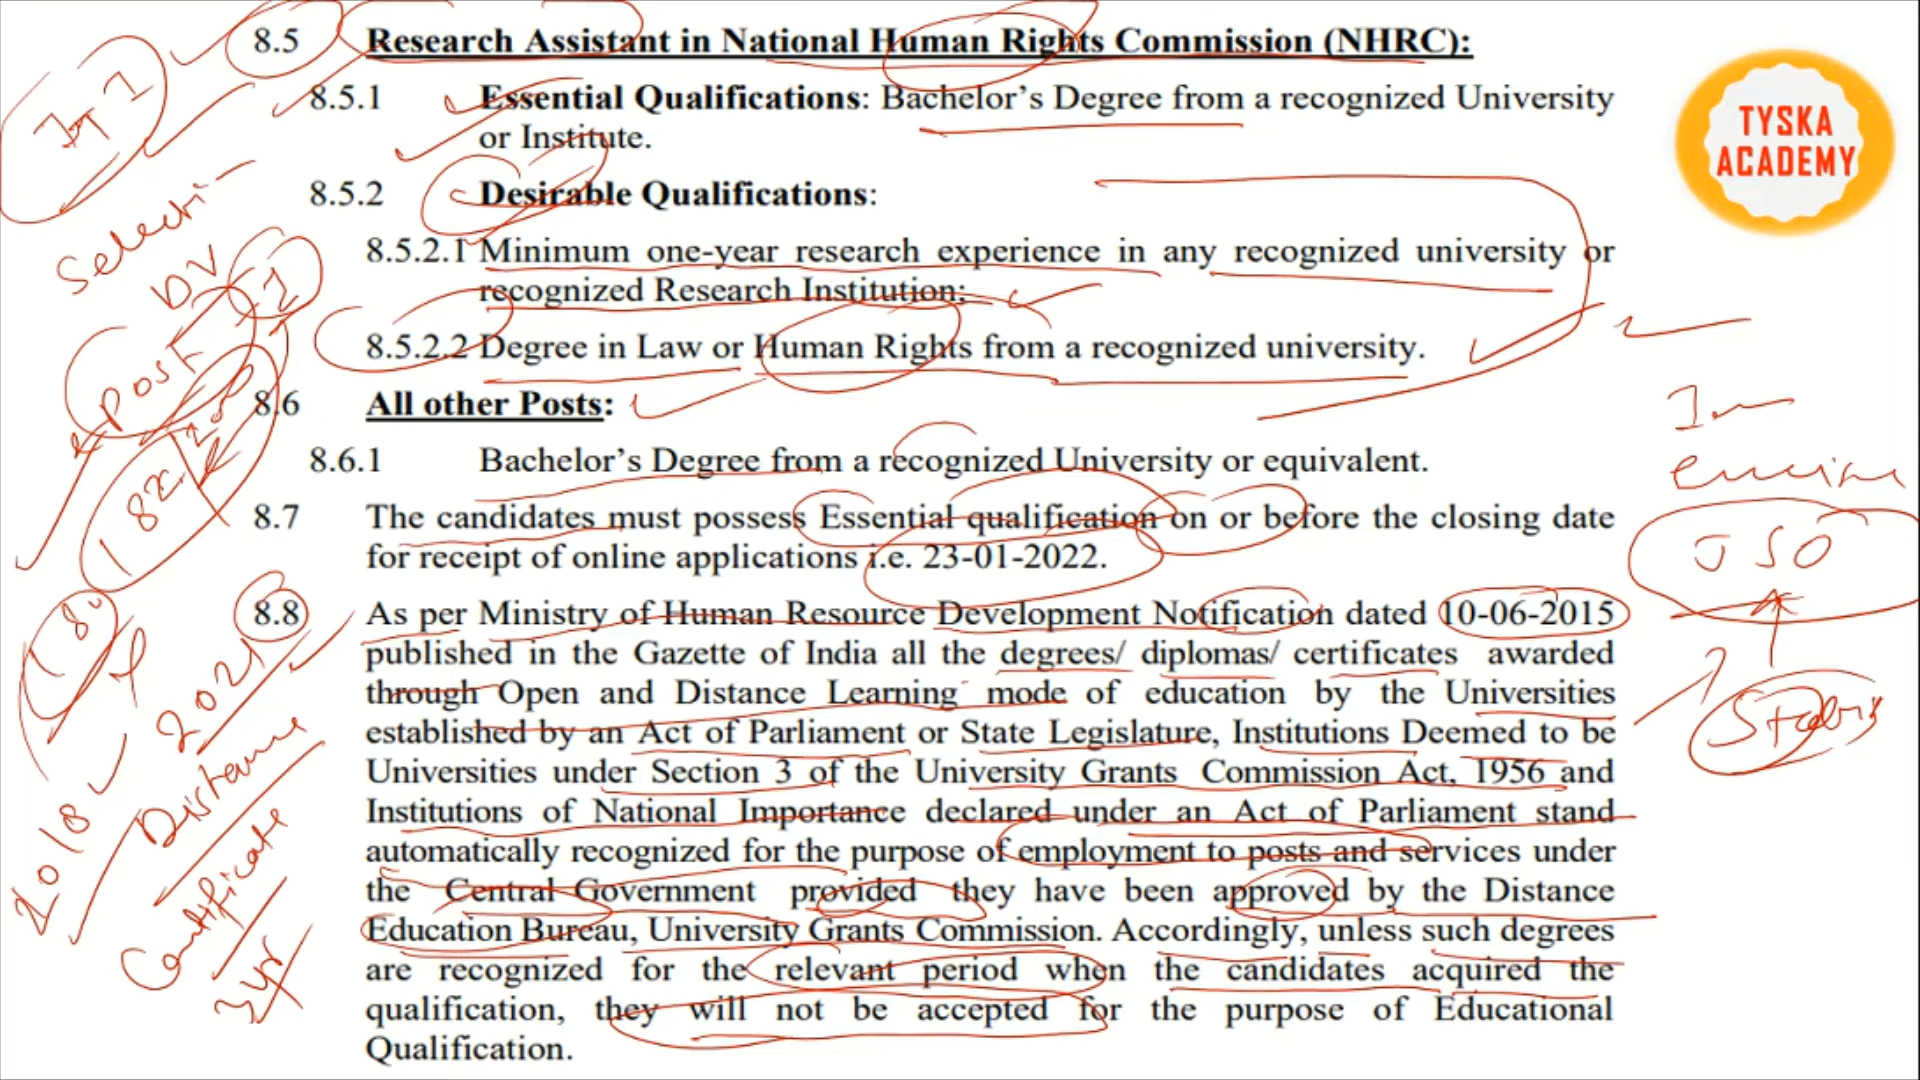 8.5 Research Assistant in National Human Rights Commission (NHRC):
8.5.1 Essential Qualifications: Bachelor's Degree from a recognized University
or Institute.
8.5.2 Desirable Qualifications:
8.5.2.1 Minimum one-year research experience in any recognized university or
recognized Research Institution;
8.5.2.2 Degree in Law or Human Rights from a recognized university.
8.6 All other Posts:
8.6.1 Bachelor's Degree from a recognized University or equivalent.
8.7 The candidates must possess Essential qualification on or before the closing date
for receipt of online applications i.e. 23-01-2022.
8.8 As per Ministry of Human Resource Development Notification dated 10-06-2015
published in the Gazette of India all the degrees/ diplomas/ certificates awarded
through Open and Distance Learning mode of education by the Universities
established by an Act of Parliament or State Legislature, Institutions Deemed to be
Universities under Section 3 of the University Grants Commission Act, 1956 and
Institutions of National Importance declared under an Act of Parliament stand
automatically recognized for the purpose of employment to posts and services under
the Central Government provided they have been approved by the Distance
Education Bureau, University Grants Commission. Accordingly, unless such degrees
are recognized for the relevant period when the candidates acquired the
qualification, they will not be accepted for the purpose of Educational
Qualification.
TYSKA
ACADEMY
DV
Post
2021
2018
Distance
Certificate
3yr
JSO